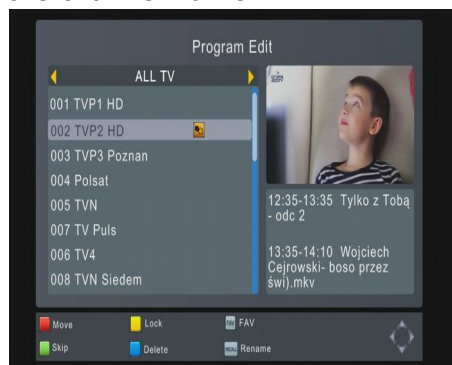 Program Edit
ALL TV
001 TVP1 HD
002 TVP2 HD
003 TVP3 Poznan
004 Polsat
005 TVN
007 TV Puls
006 TV4
008 TVN Siedem
12:35-13:35 Tylko z Tobą
- odc 2
13:35-14:10 Wojciech
Cejrowski- boso przez
świ).mkv
Move
Lock
FAV FAV
Skip
Delete
RECALL Rename